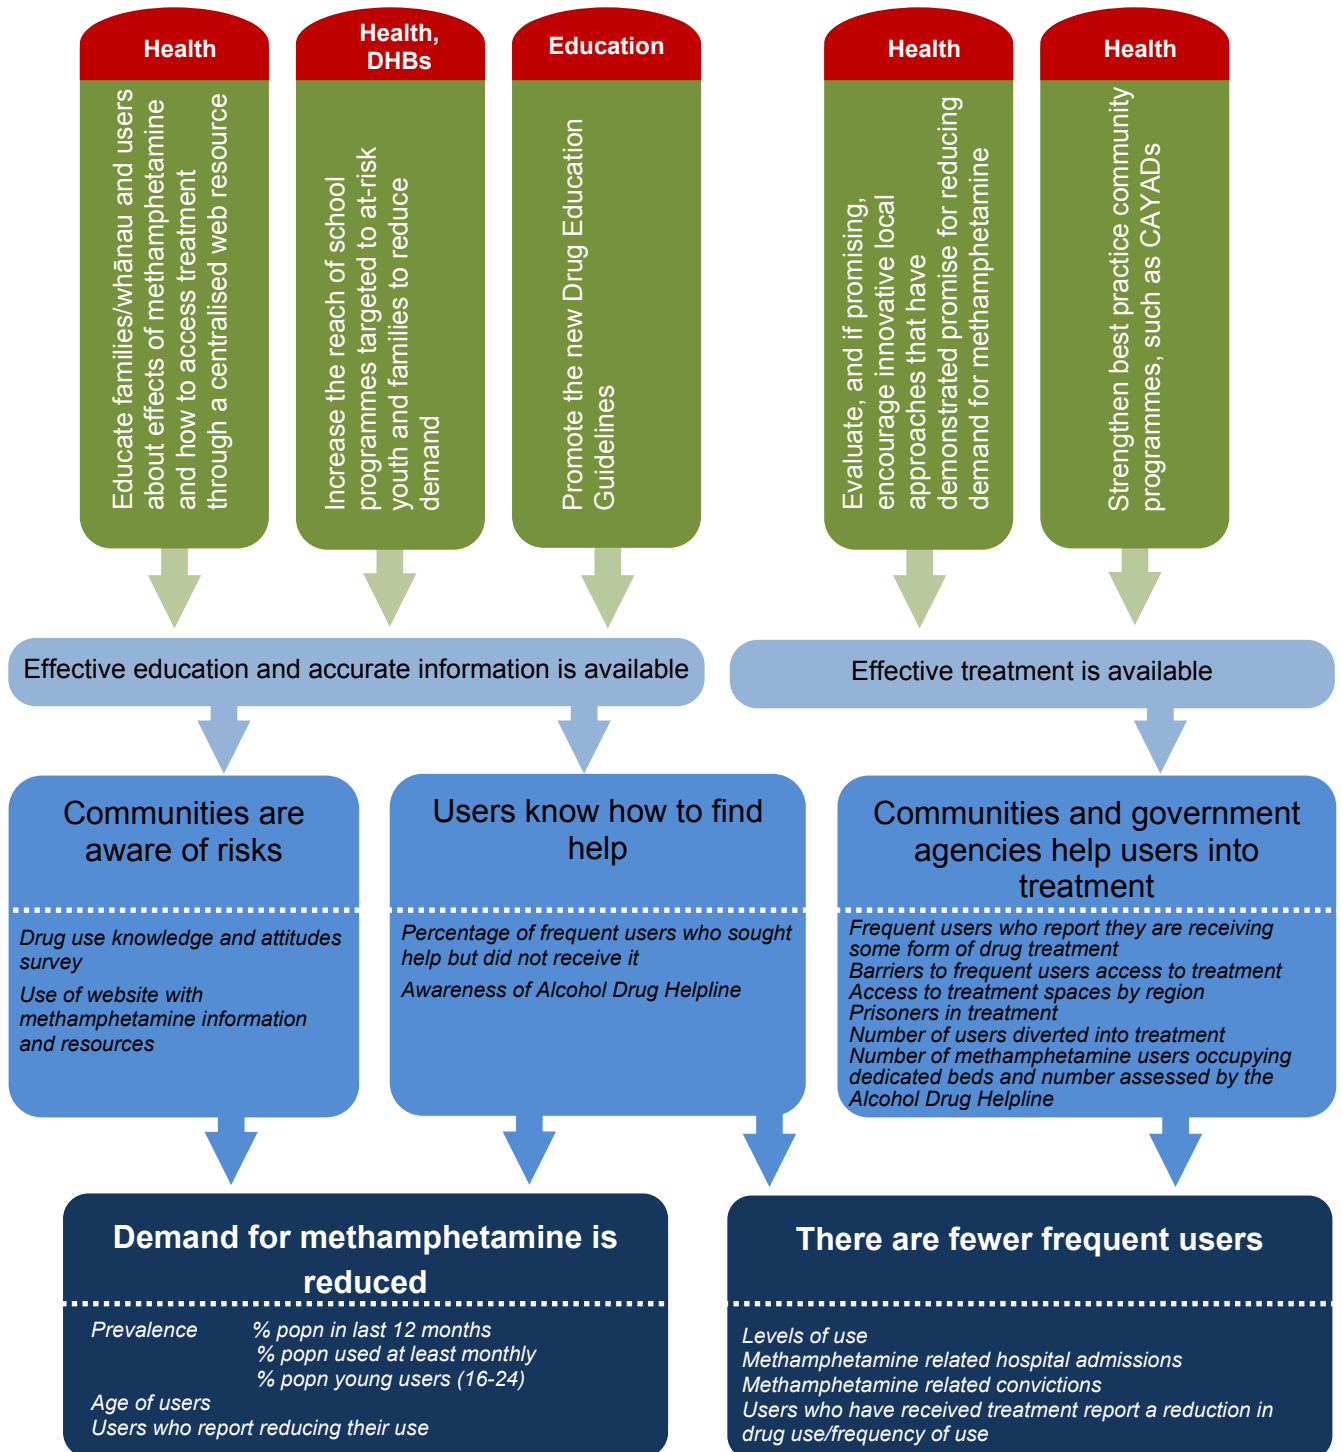 Health
Educate families/whānau and users
about effects of methamphetamine
and how to access treatment
through a centralised web resource
Health,
DHBs
Increase the reach of school
programmes targeted to at-risk
youth and families to reduce
demand
Education
Promote the new Drug Education
Guidelines
Health
Evaluate, and if promising,
encourage innovative local
approaches that have
demonstrated promise for reducing
demand for methamphetamine
Health
Strengthen best practice community
programmes, such as CAYADs
Effective education and accurate information is available
Effective treatment is available
Communities are
aware of risks
Drug use knowledge and attitudes
survey
Use of website with
methamphetamine information
and resources
Users know how to find
help
Percentage of frequent users who sought
help but did not receive it
Awareness of Alcohol Drug Helpline
Communities and government
agencies help users into
treatment
Frequent users who report they are receiving
some form of drug treatment
Barriers to frequent users access to treatment
Access to treatment spaces by region
Prisoners in treatment
Number of users diverted into treatment
Number of methamphetamine users occupying
dedicated beds and number assessed by the
Alcohol Drug Helpline
Demand for methamphetamine is
reduced
Prevalence % popn in last 12 months
% popn used at least monthly
% popn young users (16-24)
Age of users
Users who report reducing their use
There are fewer frequent users
Levels of use
Methamphetamine related hospital admissions
Methamphetamine related convictions
Users who have received treatment report a reduction in
drug use/frequency of use